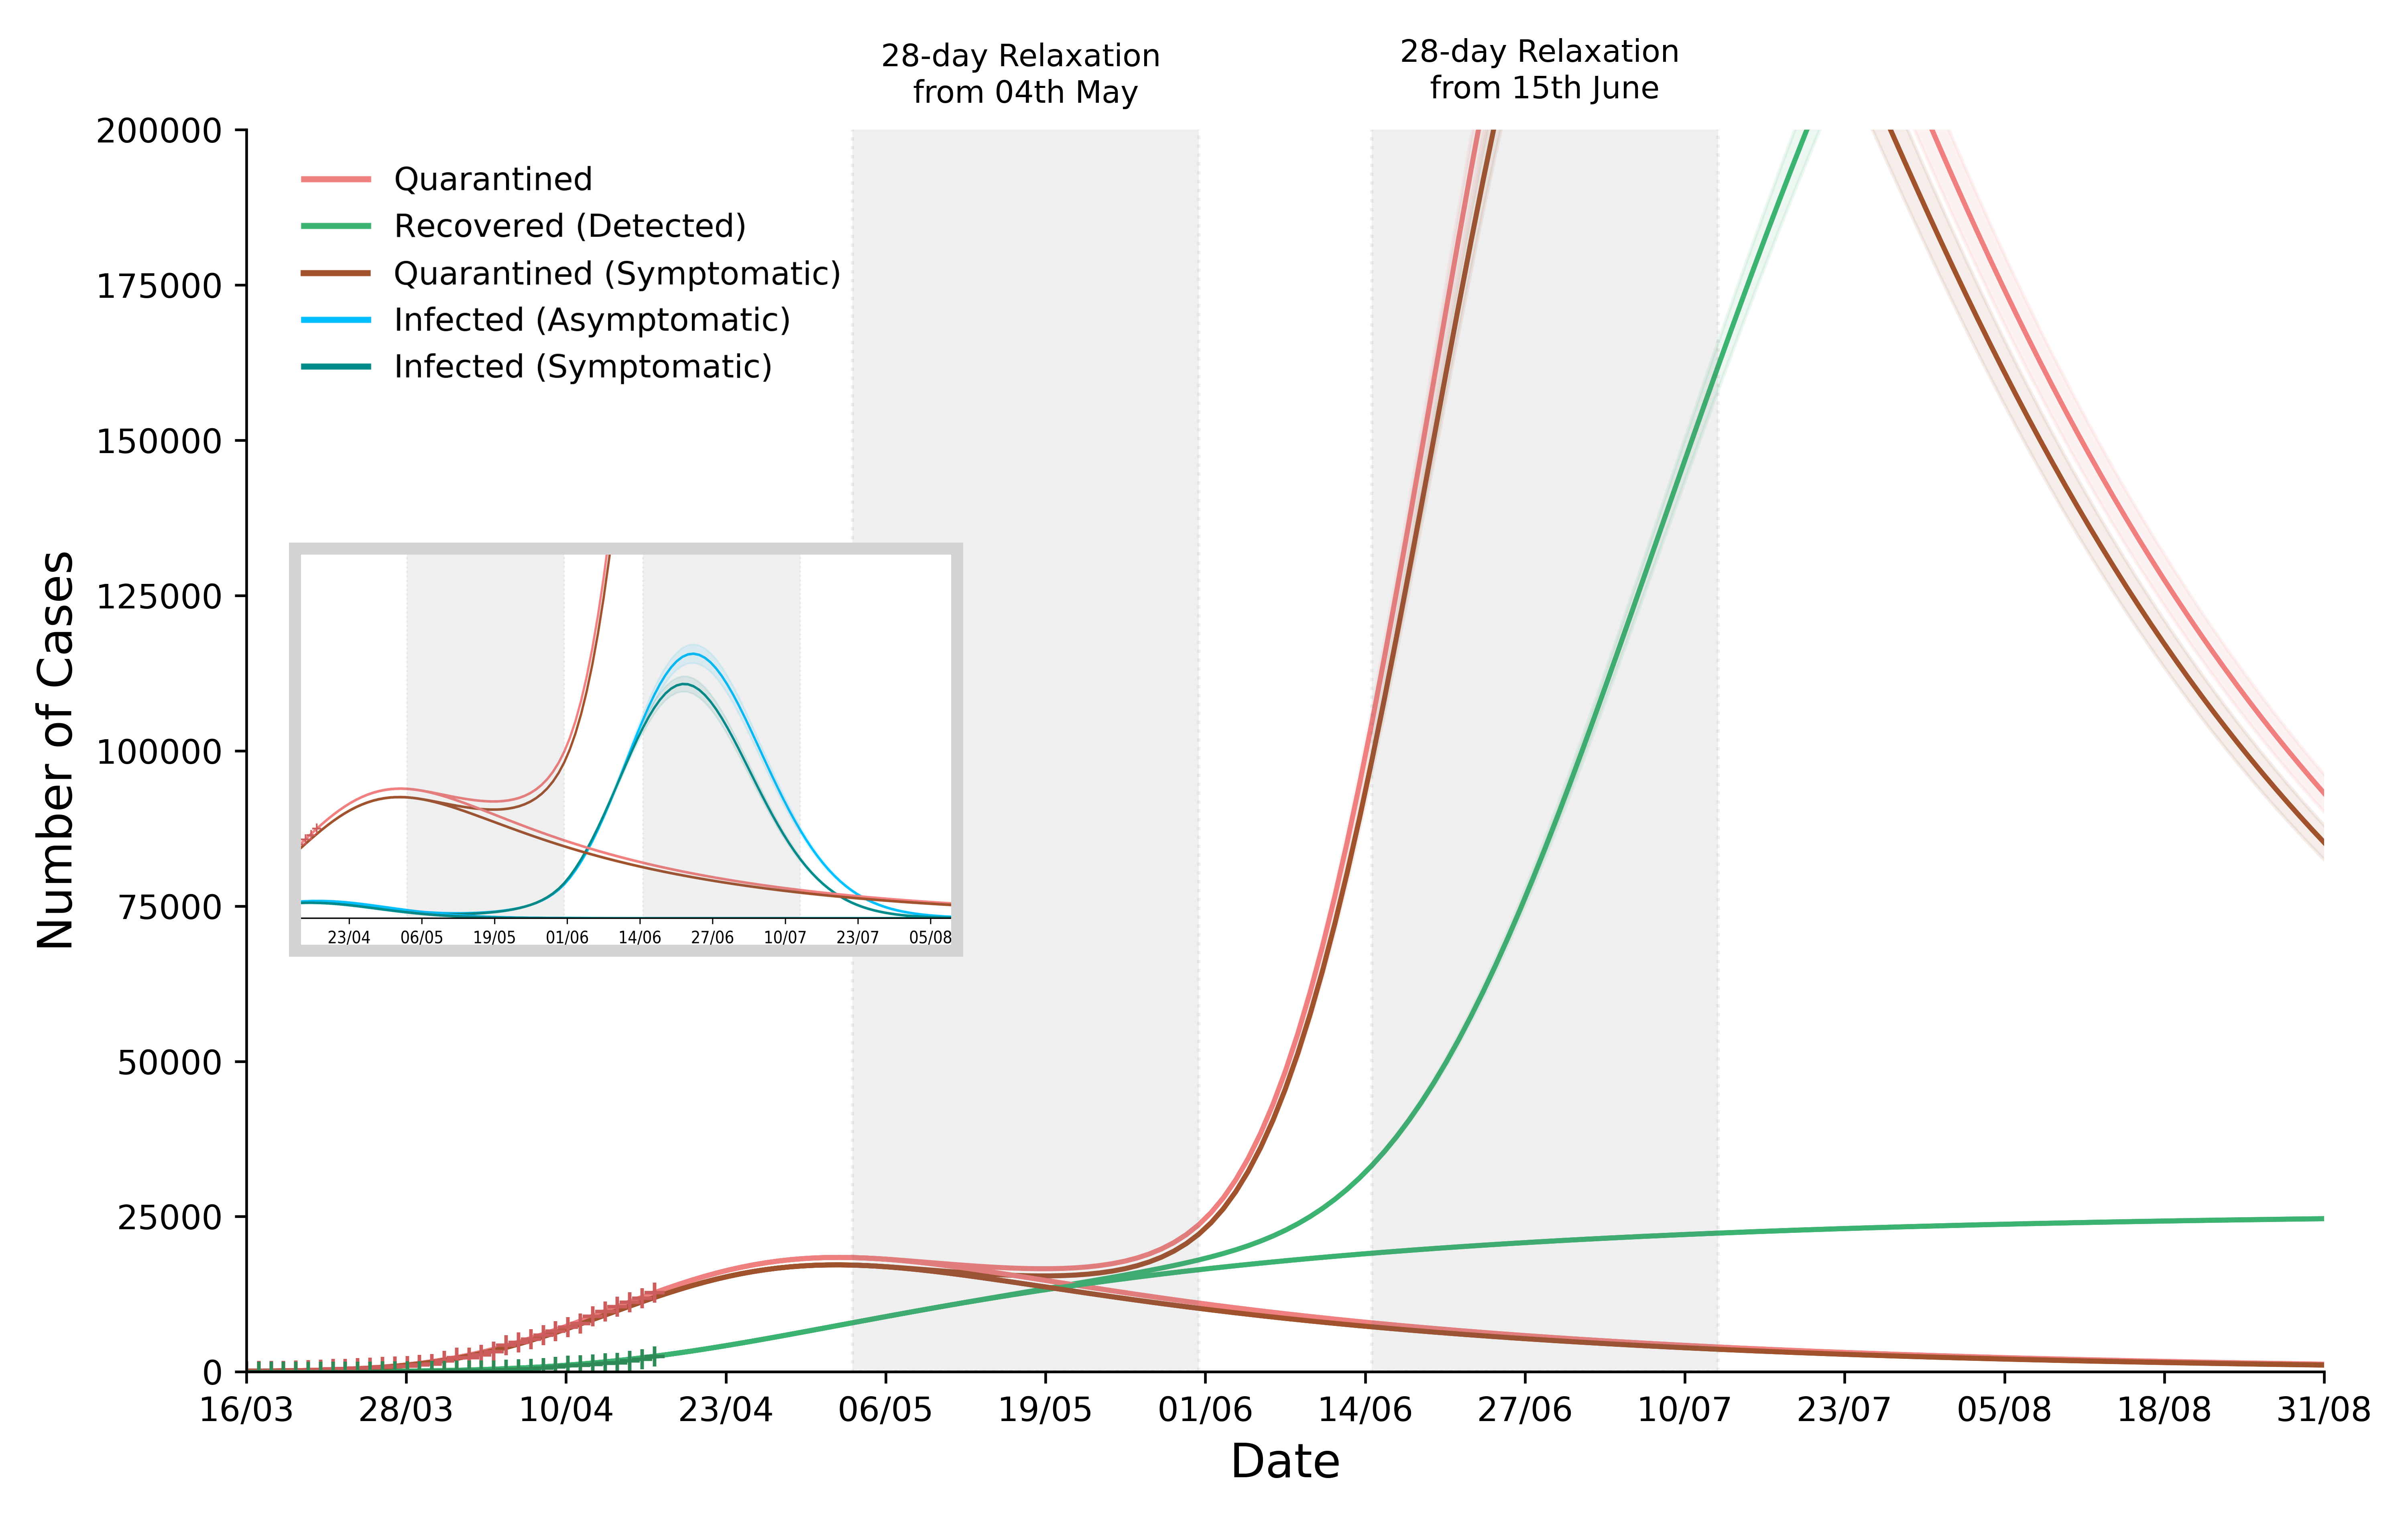 28-day Relaxation
from 04th May
28-day Relaxation
from 15th June
200000
175000
150000
125000
100000
75000
50000
25000
0
Number of Cases
Quarantined
Recovered (Detected)
Quarantined (Symptomatic)
Infected (Asymptomatic)
Infected (Symptomatic)
23/04 06/05 19/05 01/06 14/06 27/06 10/07 23/07 05/08
16/03 28/03 10/04 23/04 06/05 19/05 01/06 14/06 27/06 10/07 23/07 05/08 18/08 31/08
Date